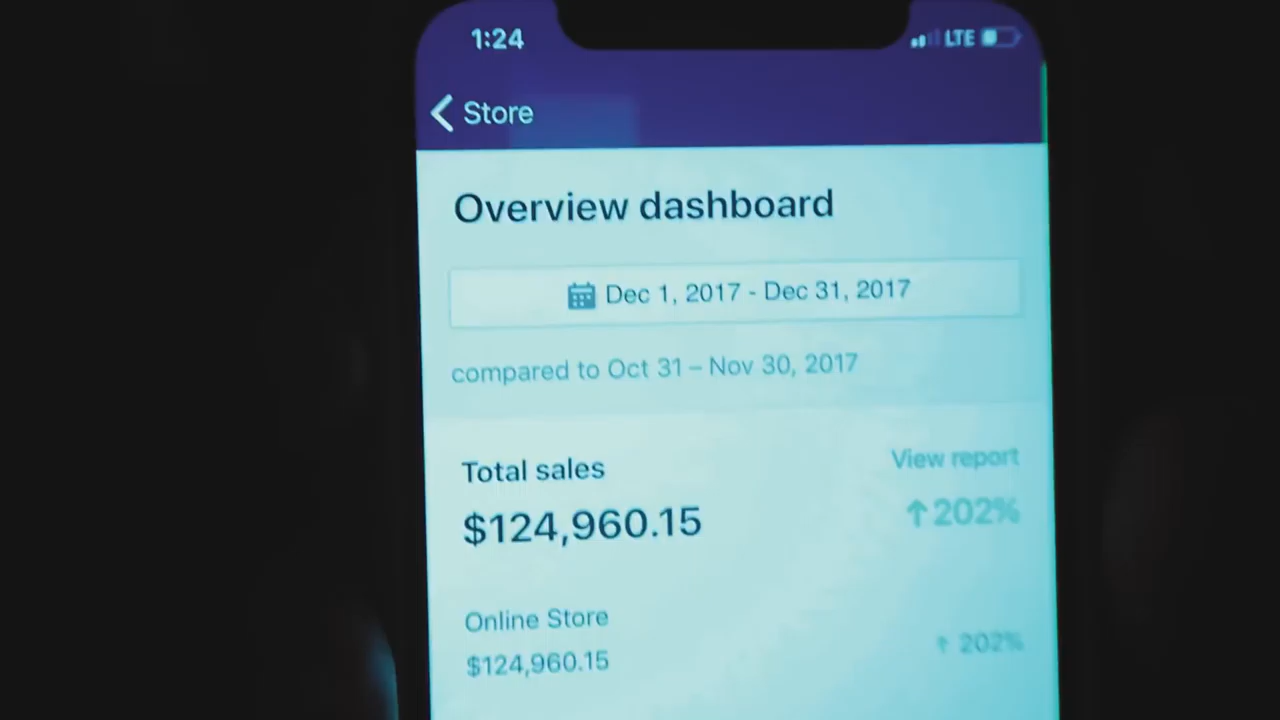 1:24 LTE
Store
Overview dashboard
Dec 1, 2017 - Dec 31, 2017
compared to Oct 31 – Nov 30, 2017
Total sales
View report
$124,960.15
↑202%
Online Store
$124,960.15
↑ 202%